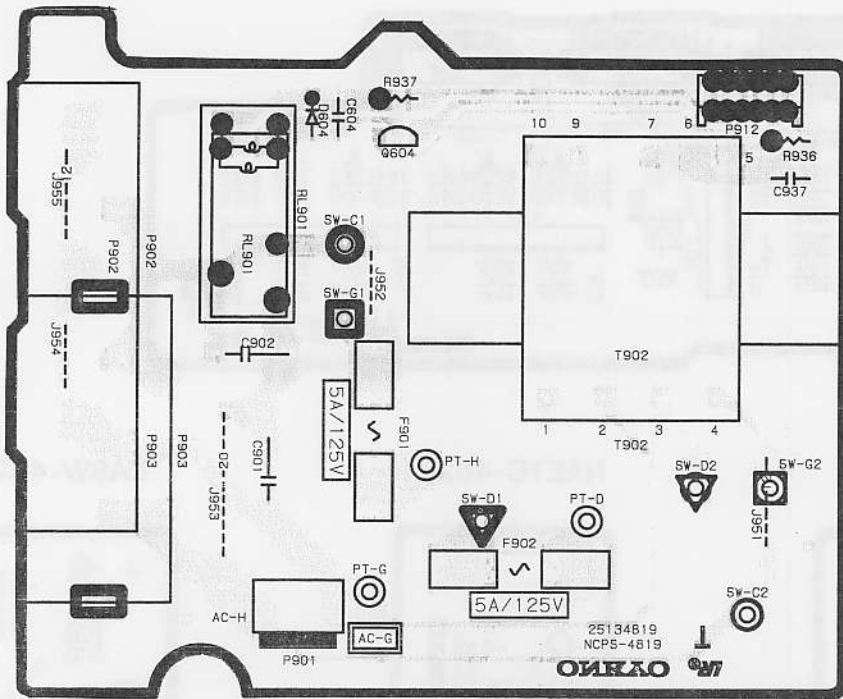 R937
D604
C604
Q604
P912
10 9 7 6
5
R936
C937
J955
2
RL901
RL901
SW-C1
P902
P902
J952
SW-G1
J954
C902
T902
5A/125V
F901
1 2 3 4
T902
P903
P903
02
J953
C901
PT-H
SW-D2
SW-G2
SW-D1
PT-D
J951
F902
PT-G
AC-H
5A/125V
SW-C2
AC-G
P901
25134819
NCPS-4819
ONKYO